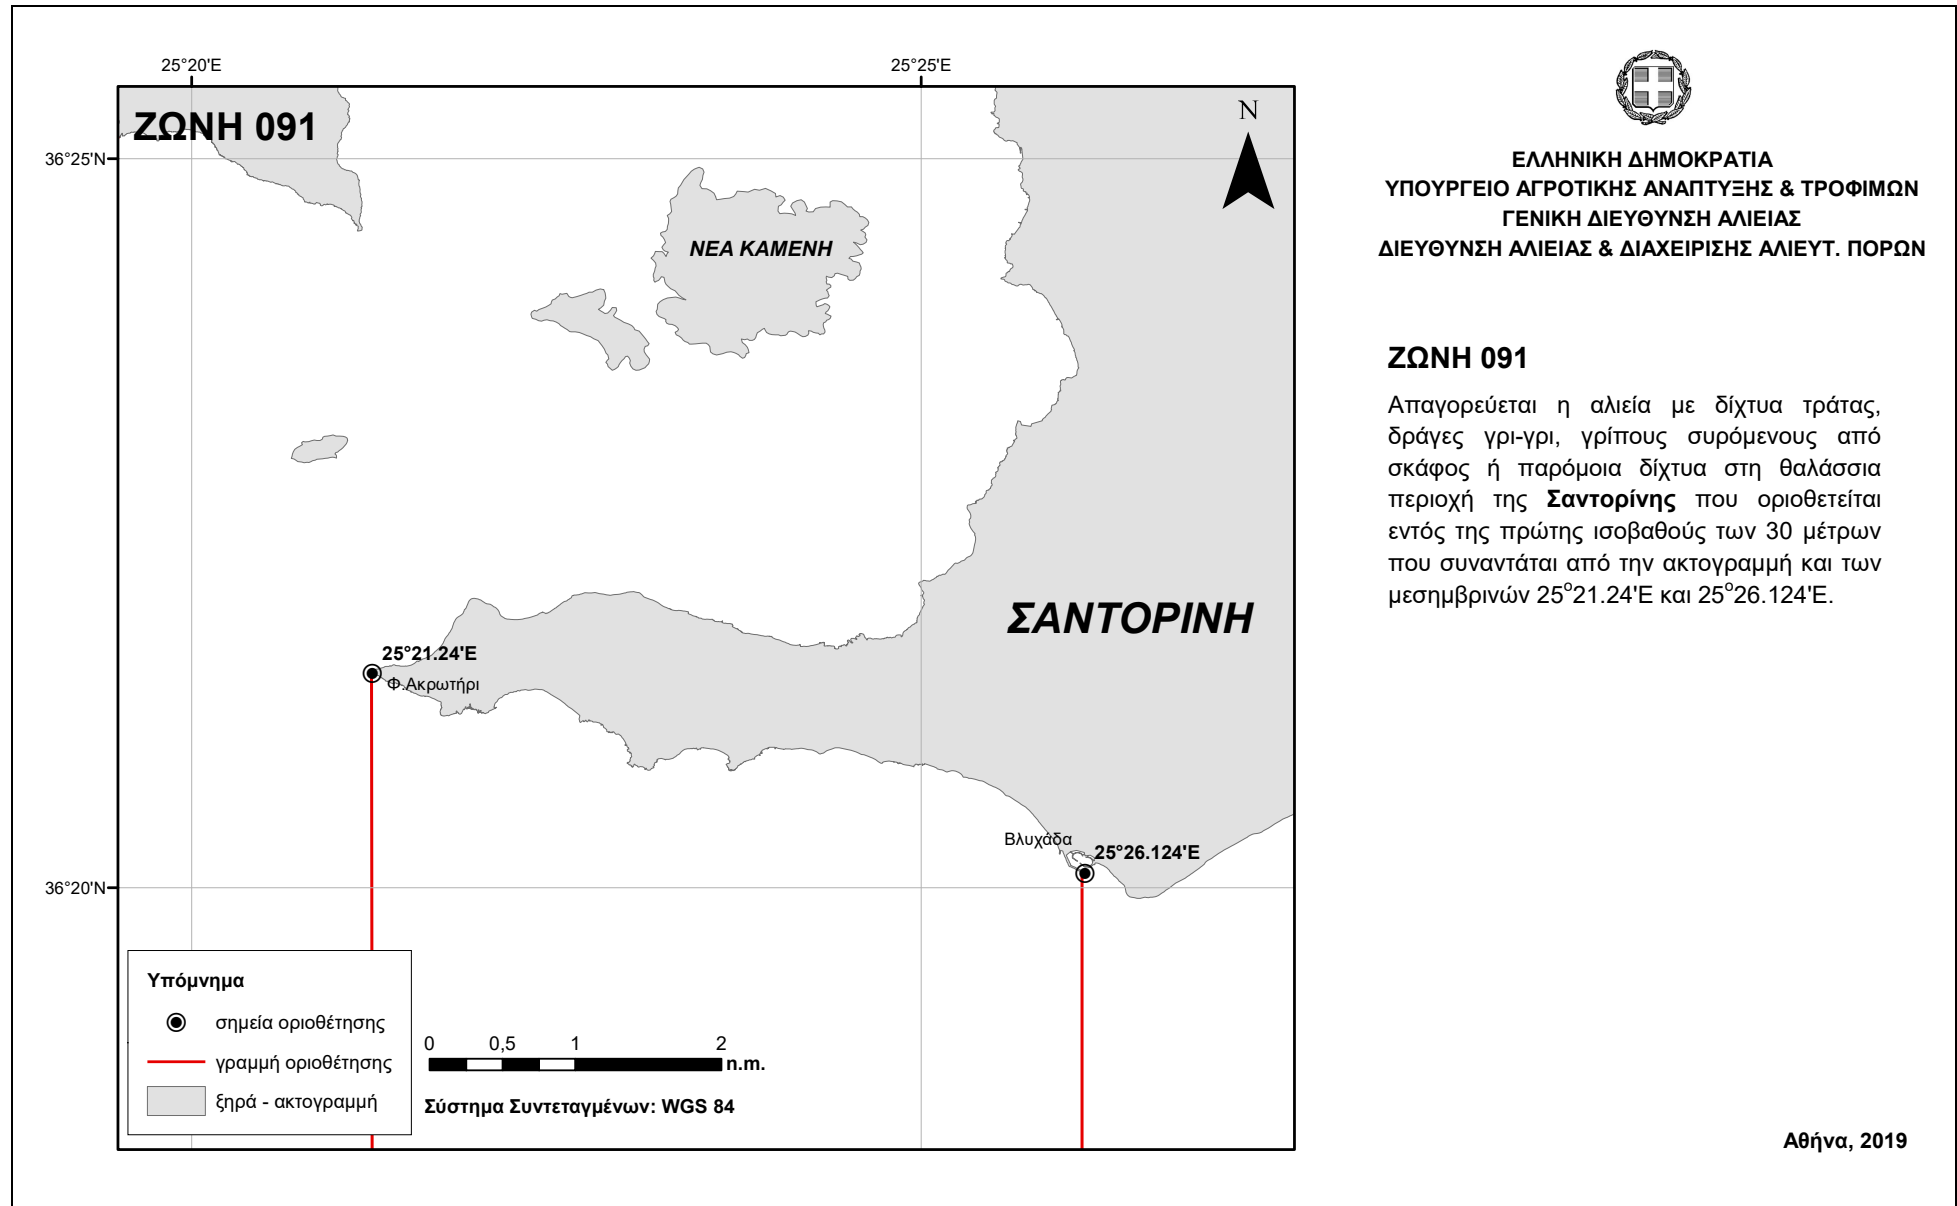 25°20'E
25°25'E
ΖΩΝΗ 091
N
36°25'N
ΝΕΑ ΚΑΜΕΝΗ
ΣΑΝΤΟΡΙΝΗ
25°21.24'E
Φ.Ακρωτήρι
Βλυχάδα
25°26.124'E
36°20'N
Υπόμνημα
σημεία οριοθέτησης
γραμμή οριοθέτησης
ξηρά - ακτογραμμή
0 0,5 1 2
n.m.
Σύστημα Συντεταγμένων: WGS 84
ΕΛΛΗΝΙΚΗ ΔΗΜΟΚΡΑΤΙΑ
ΥΠΟΥΡΓΕΙΟ ΑΓΡΟΤΙΚΗΣ ΑΝΑΠΤΥΞΗΣ & ΤΡΟΦΙΜΩΝ
ΓΕΝΙΚΗ ΔΙΕΥΘΥΝΣΗ ΑΛΙΕΙΑΣ
ΔΙΕΥΘΥΝΣΗ ΑΛΙΕΙΑΣ & ΔΙΑΧΕΙΡΙΣΗΣ ΑΛΙΕΥΤ. ΠΟΡΩΝ
ΖΩΝΗ 091
Απαγορεύεται η αλιεία με δίχτυα τράτας,
δράγες γρι-γρι, γρίπους συρόμενους από
σκάφος ή παρόμοια δίχτυα στη θαλάσσια
περιοχή της Σαντορίνης που οριοθετείται
εντός της πρώτης ισοβαθούς των 30 μέτρων
που συναντάται από την ακτογραμμή και των
μεσημβρινών 25°21.24'E και 25°26.124'E.
Αθήνα, 2019